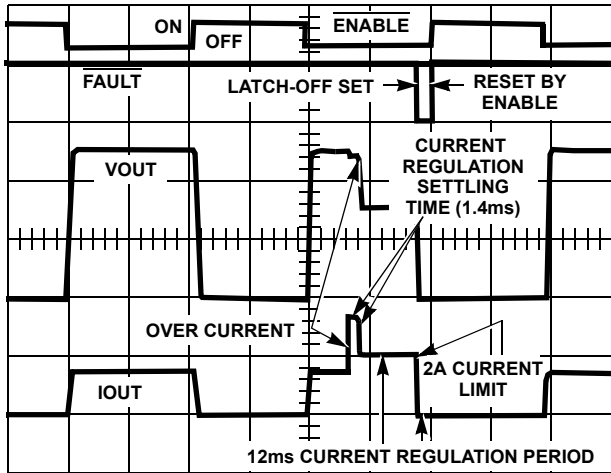 ON
OFF
ENABLE
FAULT
LATCH-OFF SET
RESET BY
ENABLE
VOUT
CURRENT
REGULATION
SETTLING
TIME (1.4ms)
OVER CURRENT
IOUT
2A CURRENT
LIMIT
12ms CURRENT REGULATION PERIOD